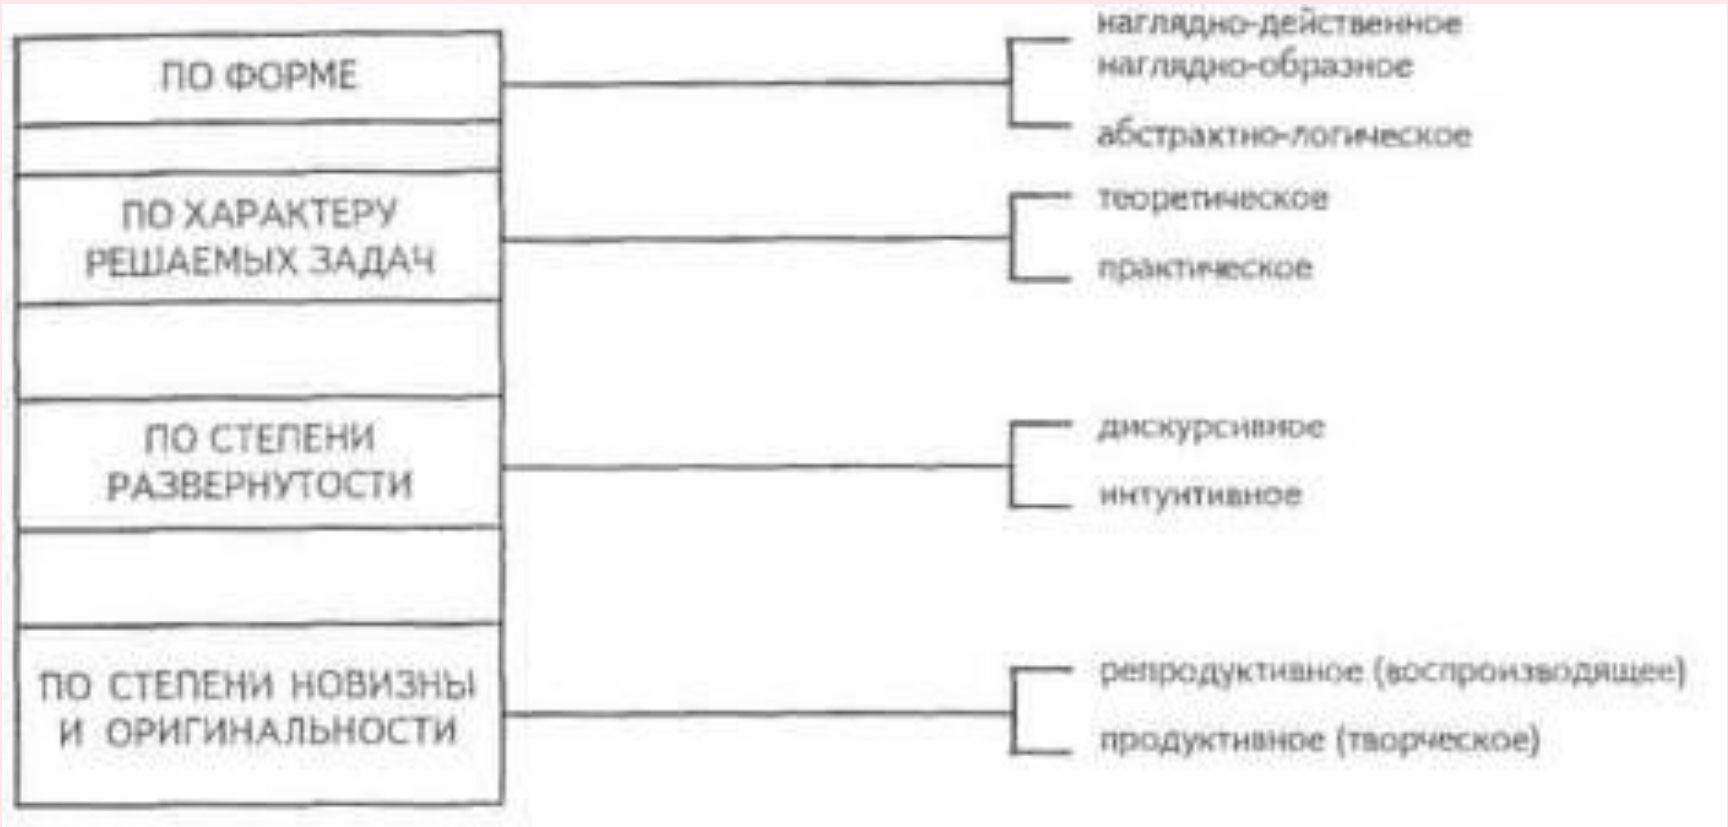 ПО ФОРМЕ
наглядно-действенное
наглядно-образное
абстрактно-логическое
ПО ХАРАКТЕРУ
РЕШАЕМЫХ ЗАДАЧ
теоретическое
практическое
ПО СТЕПЕНИ
РАЗВЕРНУТОСТИ
дискурсивное
интуитивное
ПО СТЕПЕНИ НОВИЗНЫ
И ОРИГИНАЛЬНОСТИ
репродуктивное (воспроизводящее)
продуктивное (творческое)